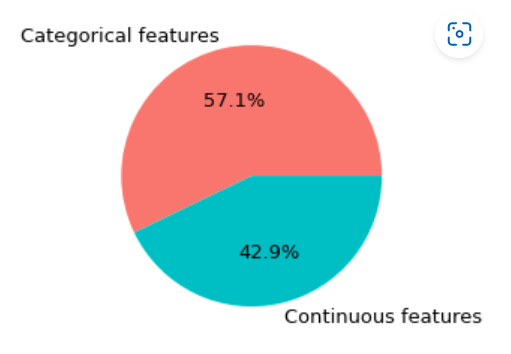 Categorical features
57.1%
42.9%
Continuous features